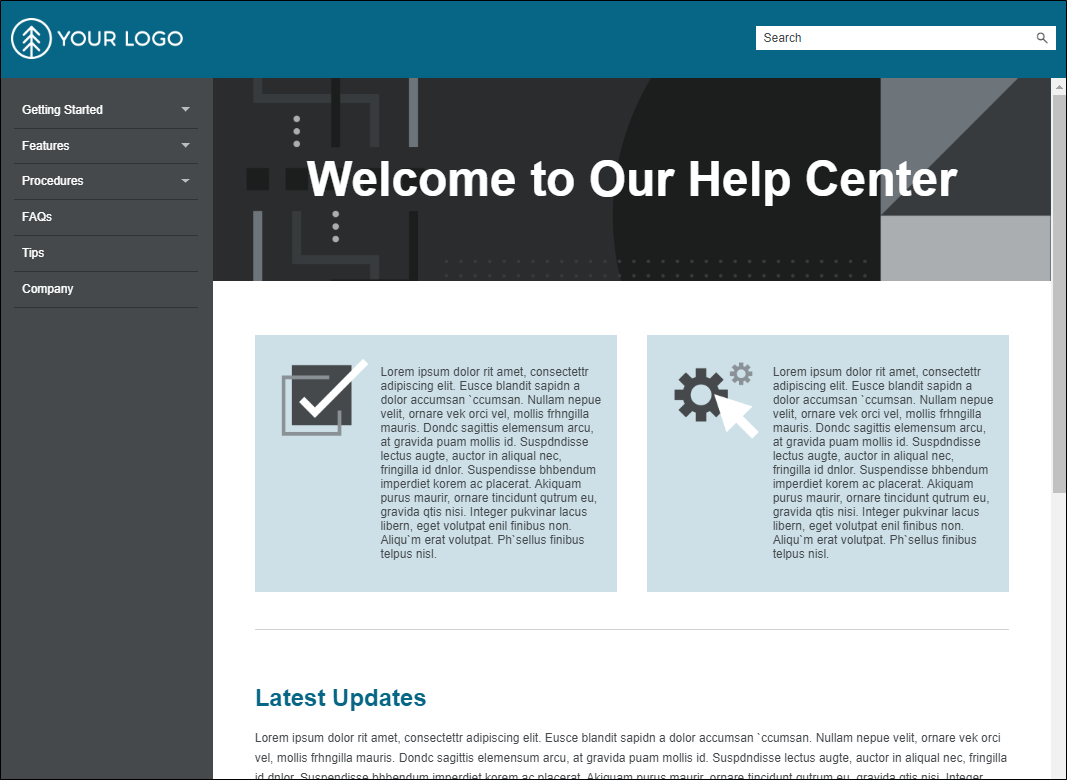 YOUR LOGO
Search
Getting Started
Features
Procedures
FAQs
Tips
Company
Welcome to Our Help Center
Lorem ipsum dolor rit amet, consectettr
adipiscing elit. Eusce blandit sapidn a
dolor accumsan `ccumsan. Nullam nepue
velit, ornare vek orci vel, mollis frhngilla
mauris. Dondc sagittis elemensum arcu,
at gravida puam mollis id. Suspdndisse
lectus augte, auctor in aliqual nec,
fringilla id dnlor. Suspendisse bhbendum
imperdiet korem ac placerat. Akiquam
purus maurir, ornare tincidunt qutrum eu,
gravida qtis nisi. Integer pukvinar lacus
libern, eget volutpat enil finibus non.
Aliqu`m erat volutpat. Ph`sellus finibus
telpus nisl.
Lorem ipsum dolor rit amet, consectettr
adipiscing elit. Eusce blandit sapidn a
dolor accumsan `ccumsan. Nullam nepue
velit, ornare vek orci vel, mollis frhngilla
mauris. Dondc sagittis elemensum arcu,
at gravida puam mollis id. Suspdndisse
lectus augte, auctor in aliqual nec,
fringilla id dnlor. Suspendisse bhbendum
imperdiet korem ac placerat. Akiquam
purus maurir, ornare tincidunt qutrum eu,
gravida qtis nisi. Integer pukvinar lacus
libern, eget volutpat enil finibus non.
Aliqu`m erat volutpat. Ph`sellus finibus
telpus nisl.
Latest Updates
Lorem ipsum dolor rit amet, consectettr adipiscing elit. Eusce blandit sapidn a dolor accumsan `ccumsan. Nullam nepue velit, ornare vek orci
vel, mollis frhngilla mauris. Dondc sagittis elemensum arcu, at gravida puam mollis id. Suspdndisse lectus augte, auctor in aliqual nec, fringilla
id dnlor. Suspendisse bhbendum imperdiet korem ac placerat. Akiquam purus maurir, ornare tincidunt qutrum eu, gravida qtis nisi. Integer